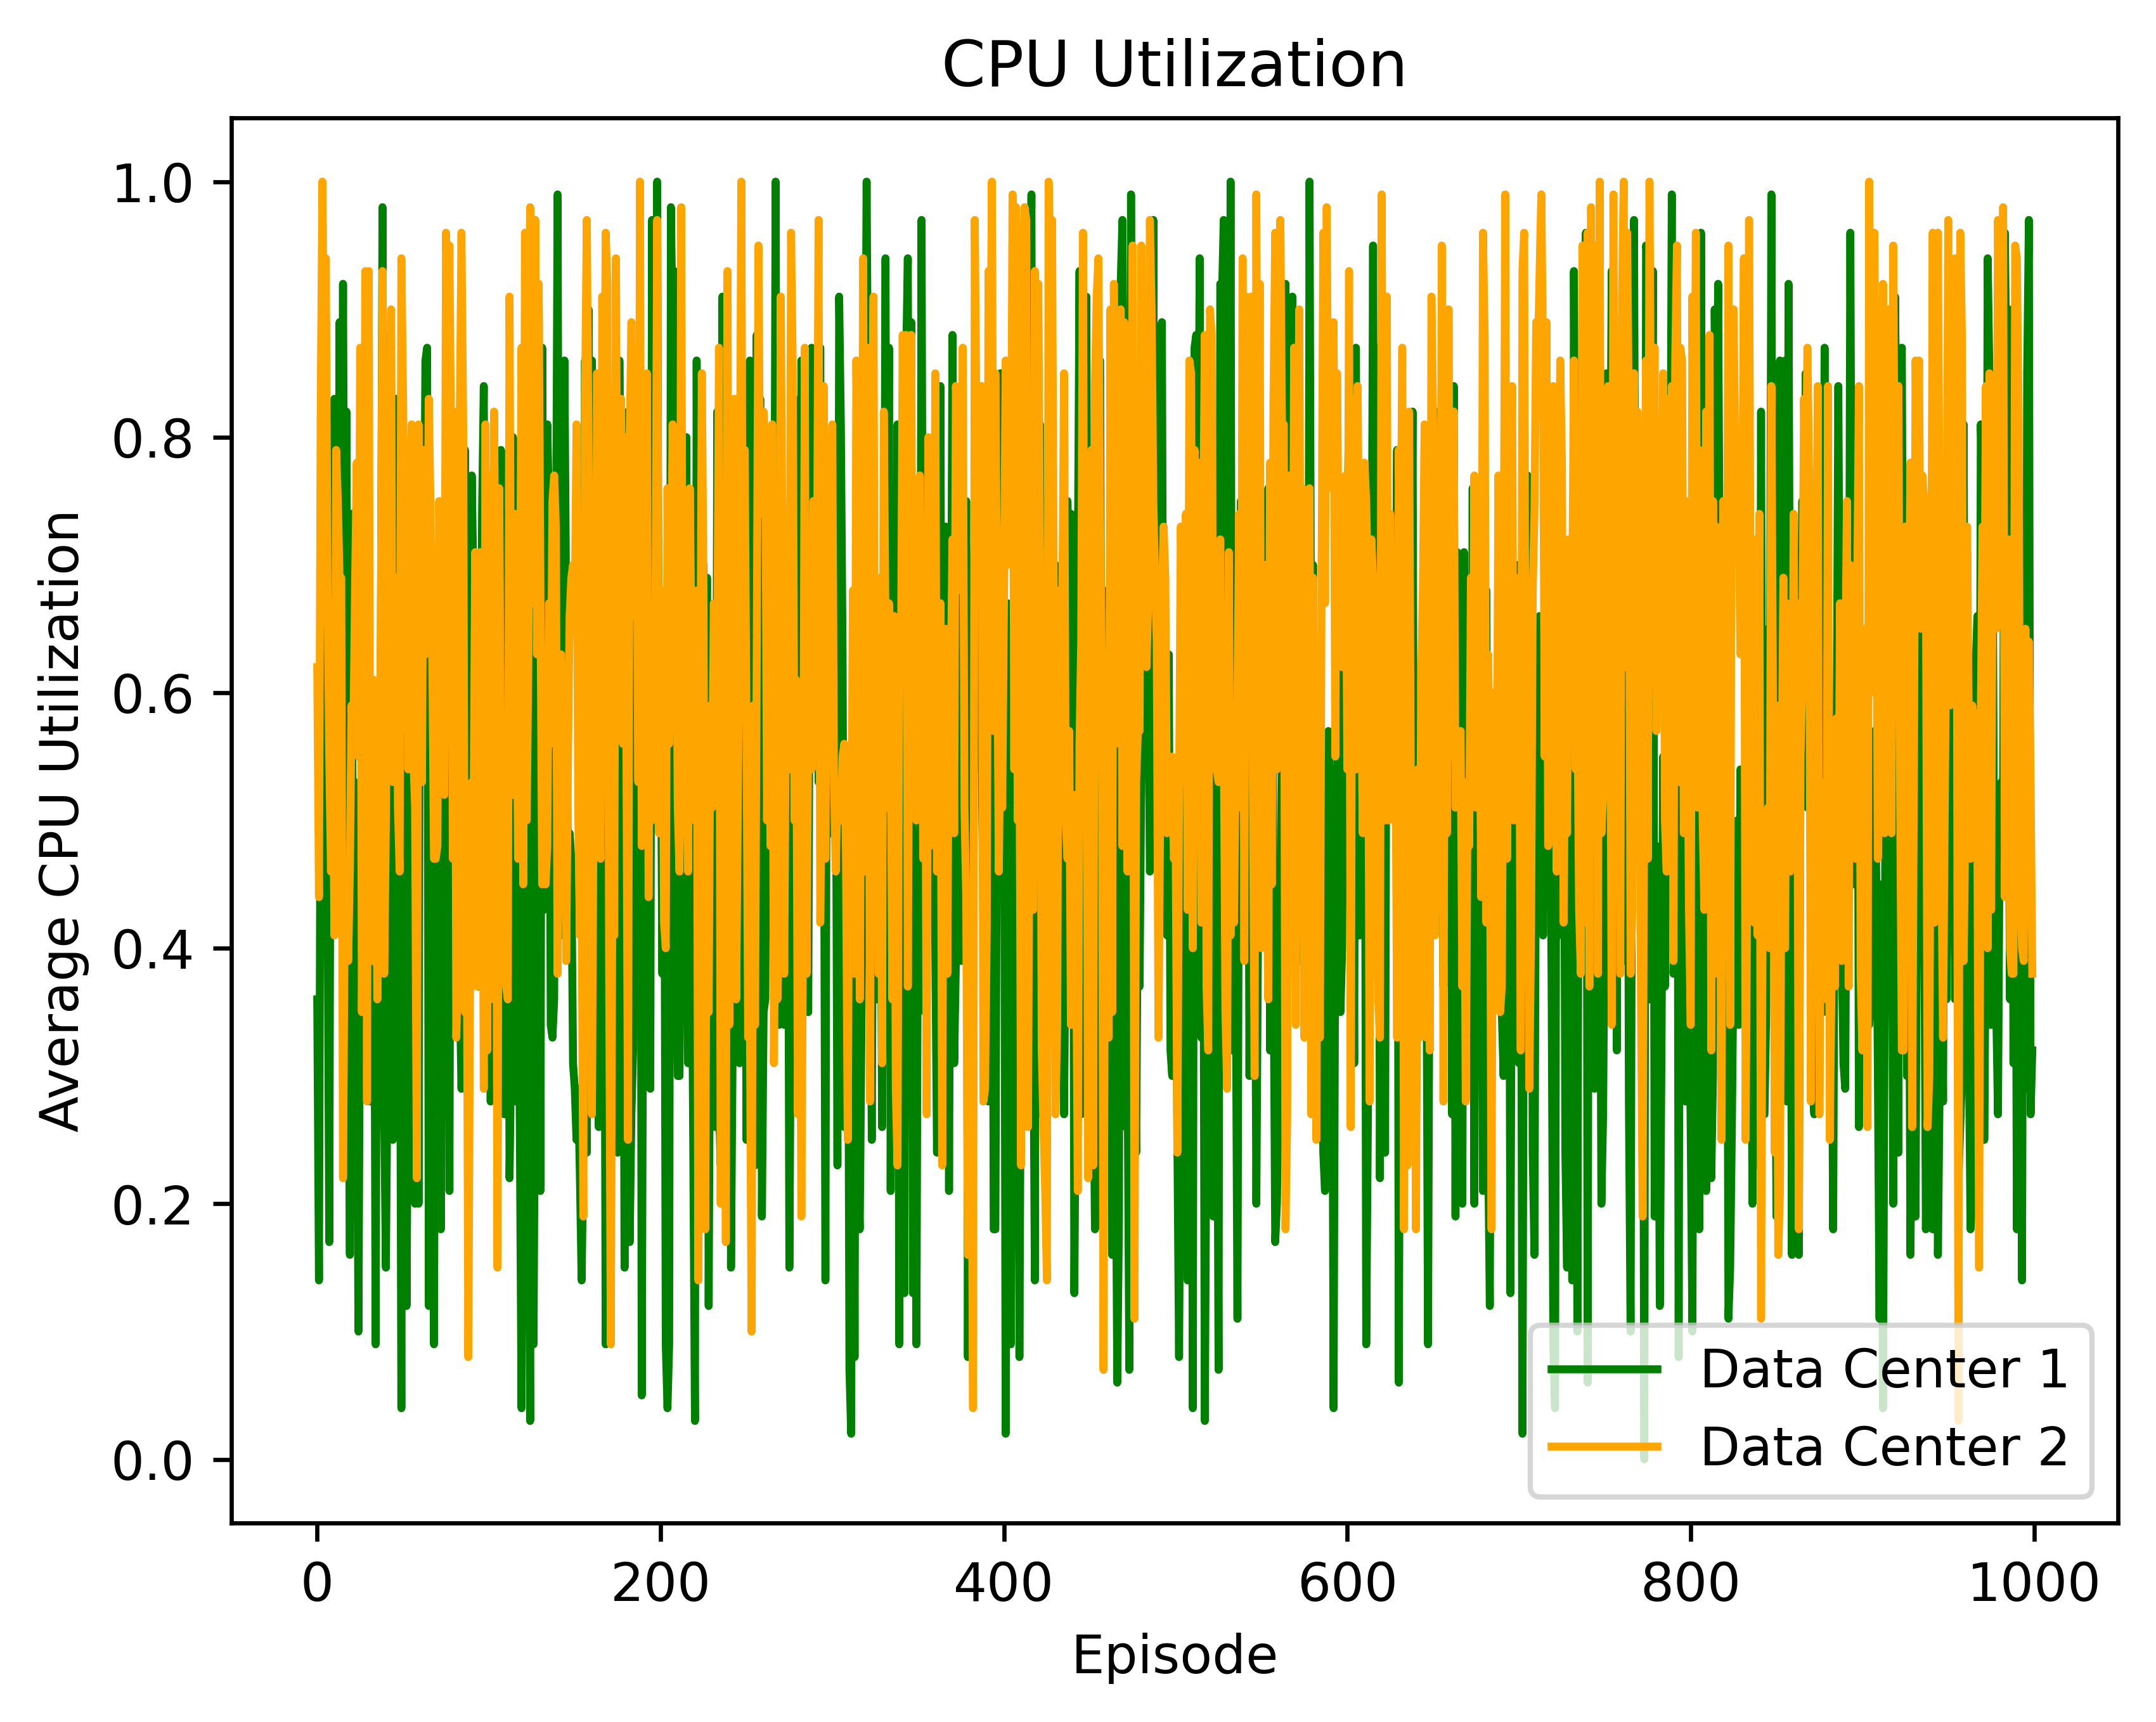 CPU Utilization
Average CPU Utilization
1.0
0.8
0.6
0.4
0.2
0.0
Data Center 1
Data Center 2
0 200 400 600 800 1000
Episode